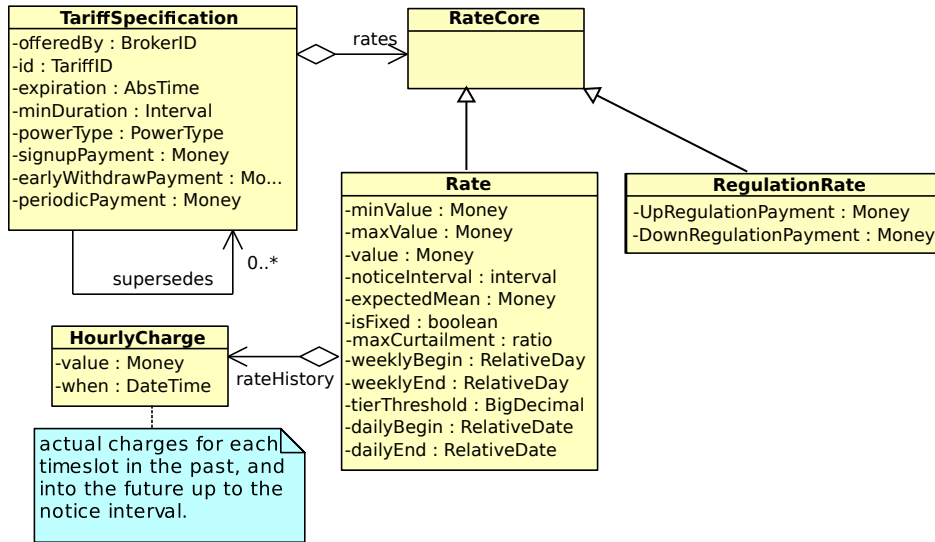 TariffSpecification
-offeredBy : BrokerID
-id : TariffID
-expiration : AbsTime
-minDuration : Interval
-powerType : PowerType
-signupPayment : Money
-earlyWithdrawPayment : Mo...
-periodicPayment : Money
rates
RateCore
supersedes
0..*
Rate
-minValue : Money
-maxValue : Money
-value : Money
-noticeInterval : interval
-expectedMean : Money
-isFixed : boolean
-maxCurtailment : ratio
-weeklyBegin : RelativeDay
-weeklyEnd : RelativeDay
-tierThreshold : BigDecimal
-dailyBegin : RelativeDate
-dailyEnd : RelativeDate
RegulationRate
-UpRegulationPayment : Money
-DownRegulationPayment : Money
HourlyCharge
-value : Money
-when : DateTime
rateHistory
actual charges for each
timeslot in the past, and
into the future up to the
notice interval.